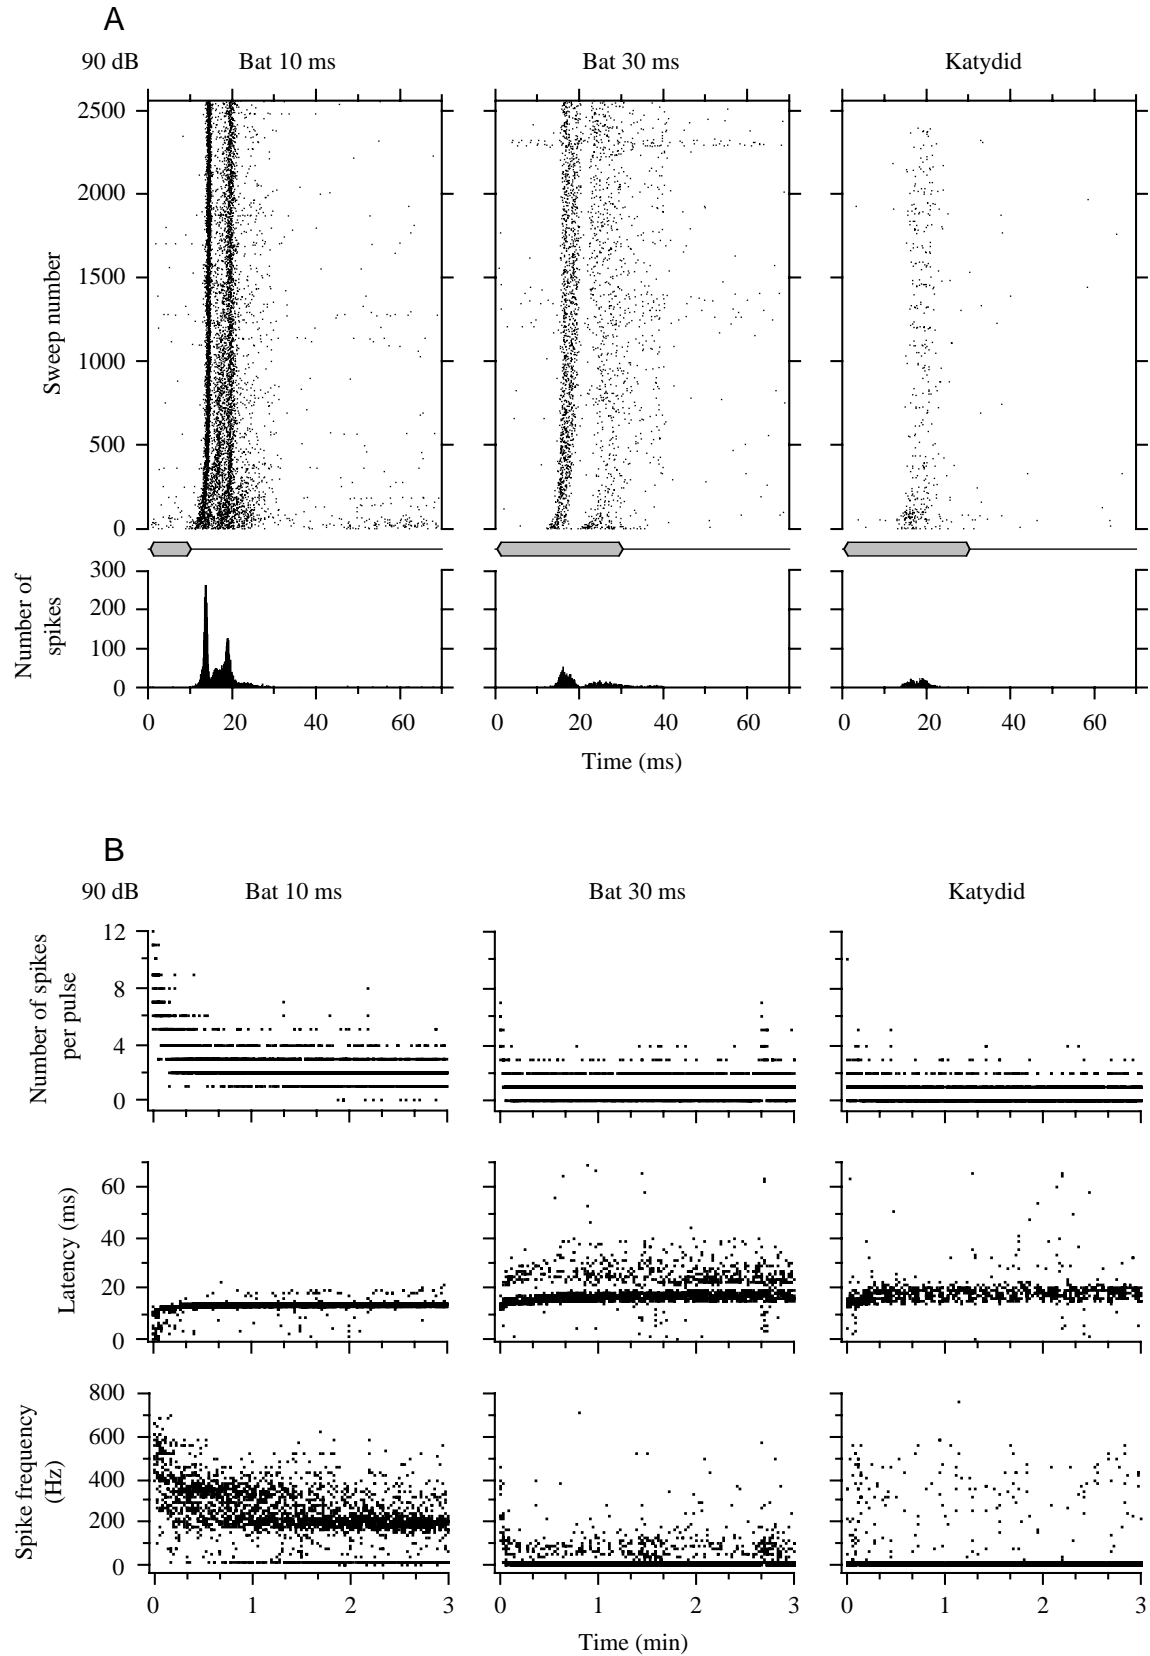 A
90 dB
Bat 10 ms
Bat 30 ms
Katydid
2500
2000
1500
1000
500
0
Sweep number
300
200
100
0
Number of
spikes
0 20 40 60
0 20 40 60
0 20 40 60
Time (ms)
B
90 dB
Bat 10 ms
Bat 30 ms
Katydid
12
8
4
0
Number of spikes
per pulse
60
40
20
0
Latency (ms)
800
600
400
200
0
Spike frequency
(Hz)
0 1 2 3
0 1 2 3
0 1 2 3
Time (min)